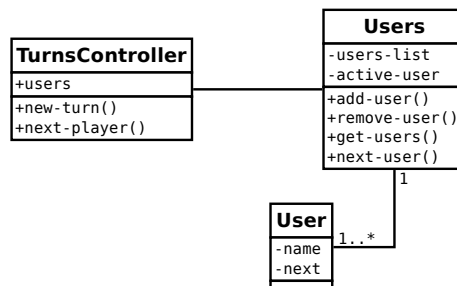 TurnsController
+users
+new-turn()
+next-player()
Users
-users-list
-active-user
+add-user()
+remove-user()
+get-users()
+next-user()
1
1..*
User
-name
-next